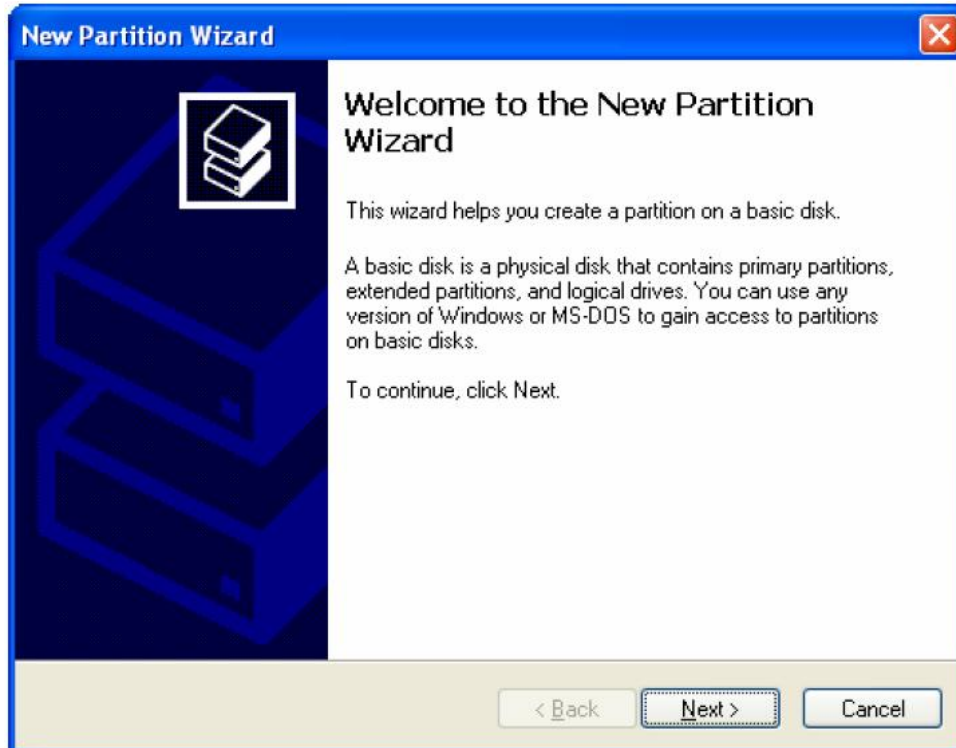 New Partition Wizard
Welcome to the New Partition
Wizard
This wizard helps you create a partition on a basic disk.
A basic disk is a physical disk that contains primary partitions,
extended partitions, and logical drives. You can use any
version of Windows or MS-DOS to gain access to partitions
on basic disks.
To continue, click Next.
< Back
Next >
Cancel